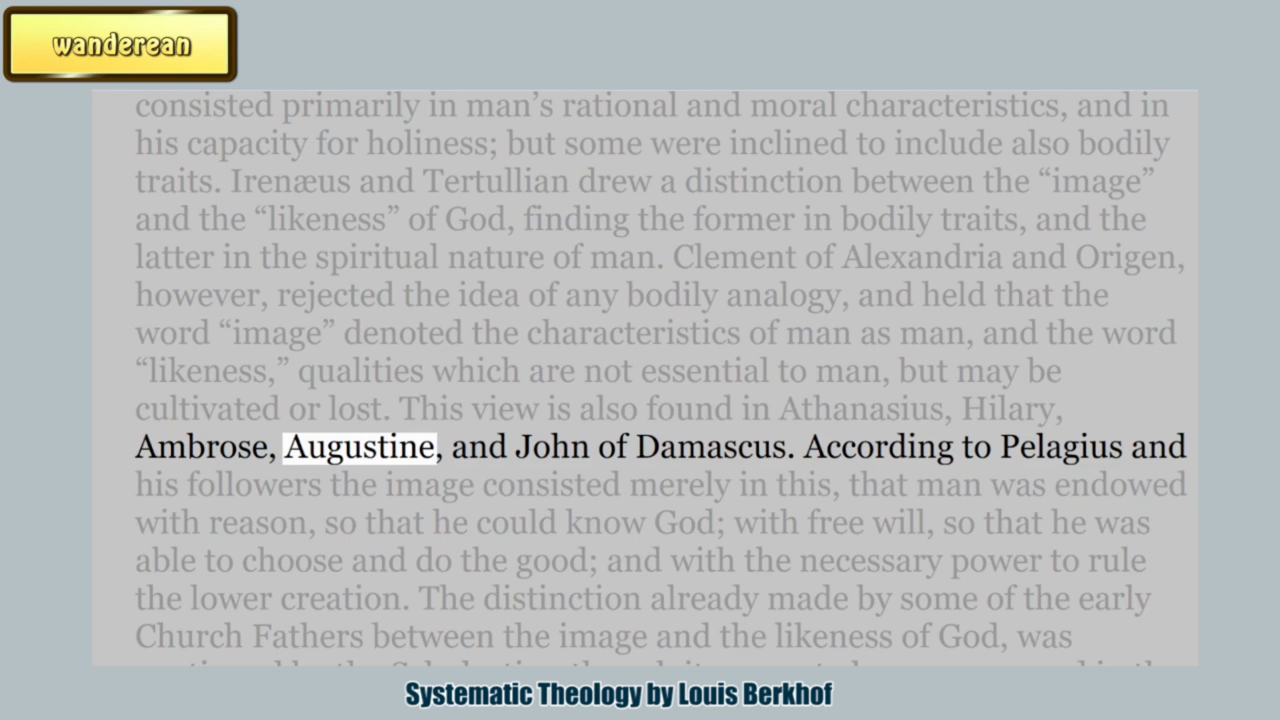 wanderean
consisted primarily in man’s rational and moral characteristics, and in
his capacity for holiness; but some were inclined to include also bodily
traits. Irenæus and Tertullian drew a distinction between the “image”
and the “likeness” of God, finding the former in bodily traits, and the
latter in the spiritual nature of man. Clement of Alexandria and Origen,
however, rejected the idea of any bodily analogy, and held that the
word “image” denoted the characteristics of man as man, and the word
“likeness,” qualities which are not essential to man, but may be
cultivated or lost. This view is also found in Athanasius, Hilary,
Ambrose, Augustine, and John of Damascus. According to Pelagius and
his followers the image consisted merely in this, that man was endowed
with reason, so that he could know God; with free will, so that he was
able to choose and do the good; and with the necessary power to rule
the lower creation. The distinction already made by some of the early
Church Fathers between the image and the likeness of God, was
Systematic Theology by Louis Berkhof